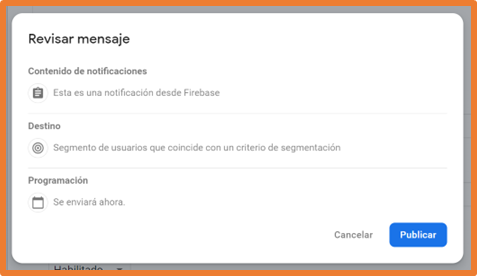 Revisar mensaje
Contenido de notificaciones
Esta es una notificación desde Firebase
Destino
Segmento de usuarios que coincide con un criterio de segmentación
Programación
Se enviará ahora.
Cancelar Publicar
Habilitado